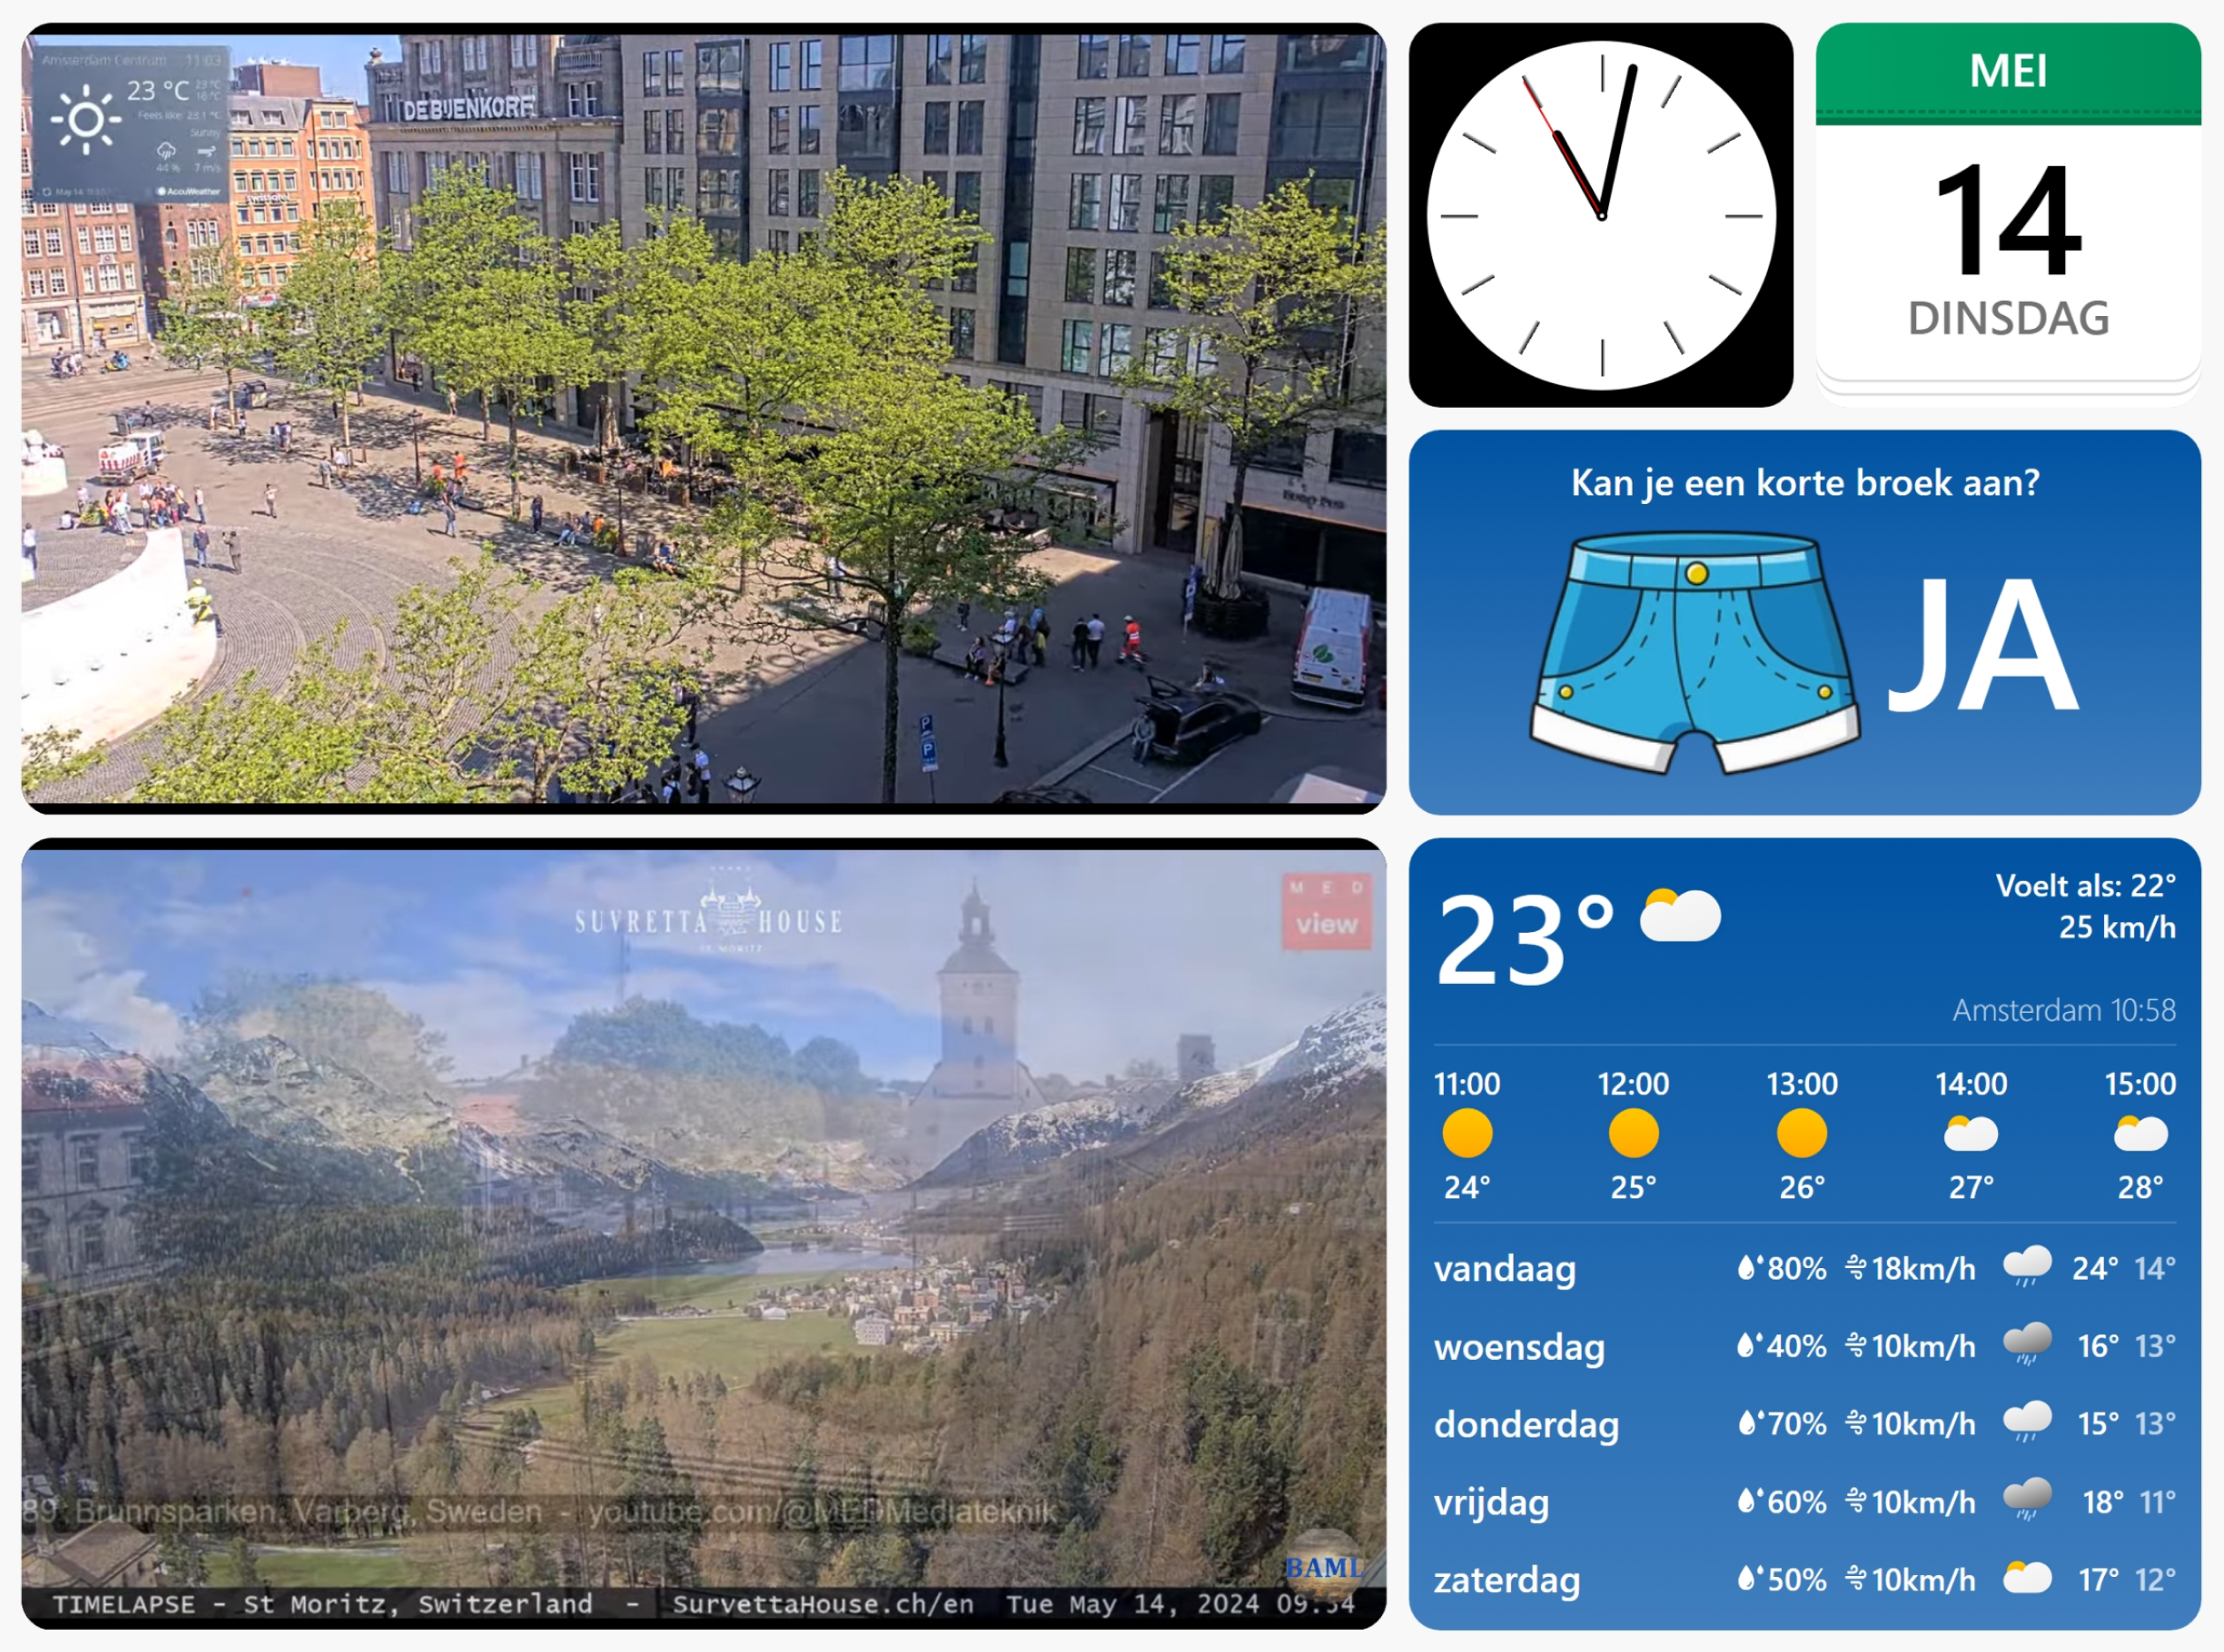 Amsterdam Centrum 11:03
23 °C 23 °C
16 °C
Feels like: 23.1 °C
Sunny
44 % 7 m/s
AccuWeather
DE BIJENKORF
P
P
MEI
14
DINSDAG
Kan je een korte broek aan?
JA
SUVRETTA HOUSE
ST. MORITZ
MED
view
89: Brunnsparken, Varberg, Sweden - youtube.com/@MEDMediateknik
BAML
TIMELAPSE - St Moritz, Switzerland - SurvettaHouse.ch/en Tue May 14, 2024 09:54
23° Voelt als: 22°
25 km/h
Amsterdam 10:58
11:00 12:00 13:00 14:00 15:00
24° 25° 26° 27° 28°
vandaag 80% 18km/h 24° 14°
woensdag 40% 10km/h 16° 13°
donderdag 70% 10km/h 15° 13°
vrijdag 60% 10km/h 18° 11°
zaterdag 50% 10km/h 17° 12°